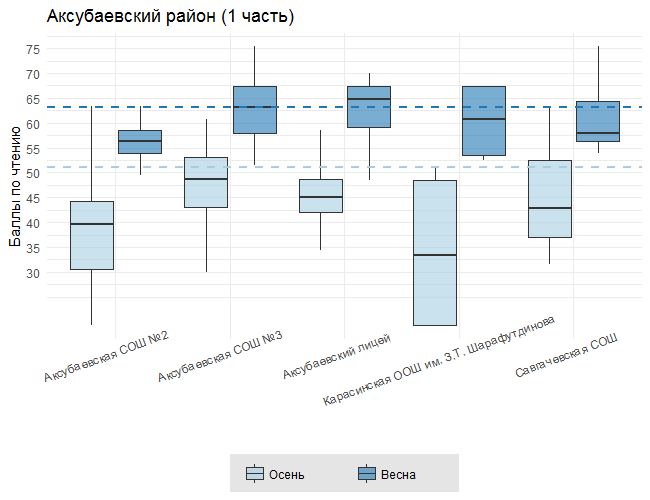 Аксубаевский район (1 часть)
Баллы по чтению
75
70
65
60
55
50
45
40
35
30
Аксубаевская СОШ №2
Аксубаевская СОШ №3
Аксубаевский лицей
Карасинская ООШ им. З.Т. Шарафутдинова
Савгачевская СОШ
Осень
Весна